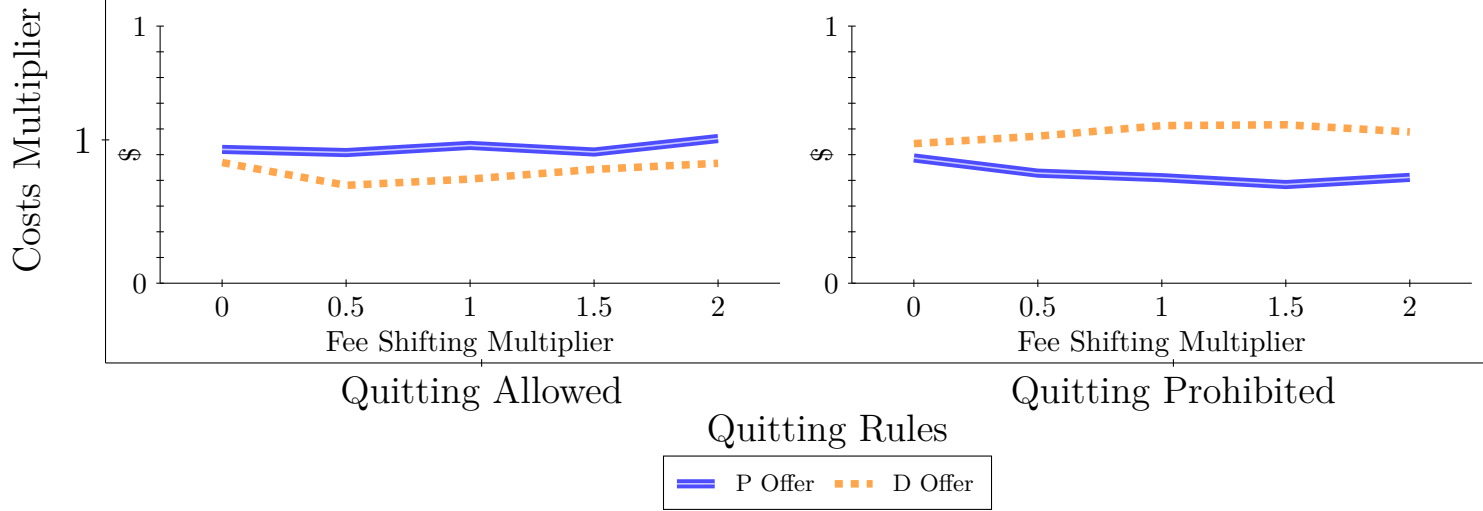 Costs Multiplier
1
1
$
0
0 0.5 1 1.5 2
Fee Shifting Multiplier
1
$
0
0 0.5 1 1.5 2
Fee Shifting Multiplier
Quitting Allowed
Quitting Prohibited
Quitting Rules
P Offer D Offer